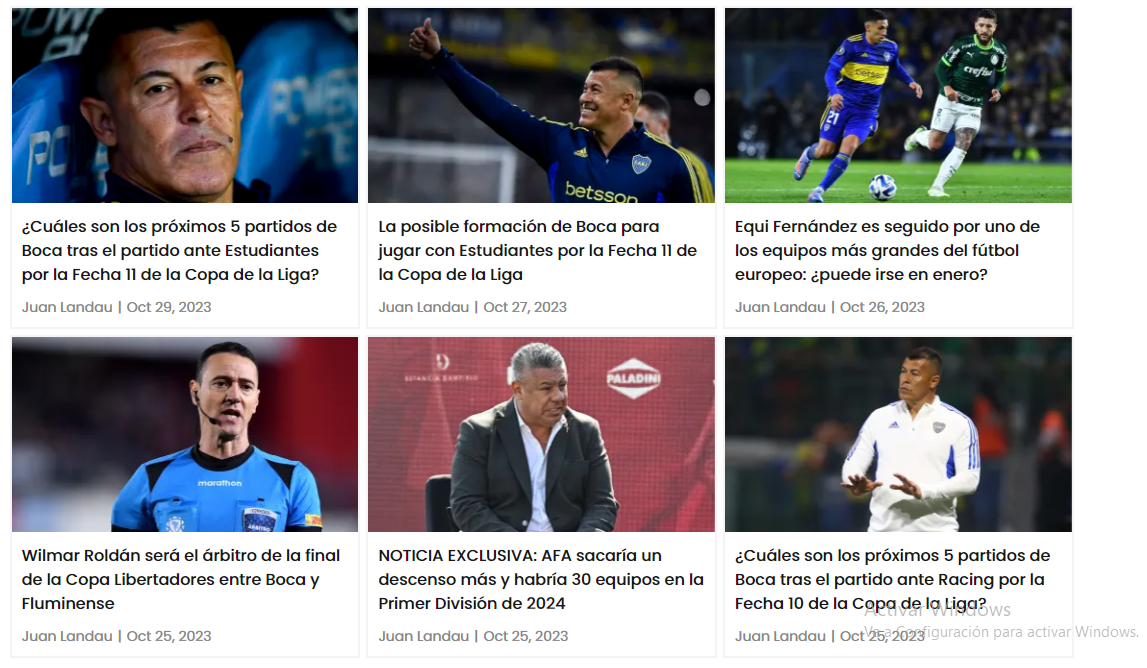 POWER
betsson
betsson
21
crefisa
¿Cuáles son los próximos 5 partidos de
Boca tras el partido ante Estudiantes
por la Fecha 11 de la Copa de la Liga?
Juan Landau | Oct 29, 2023
La posible formación de Boca para
jugar con Estudiantes por la Fecha 11 de
la Copa de la Liga
Juan Landau | Oct 27, 2023
Equi Fernández es seguido por uno de
los equipos más grandes del fútbol
europeo: ¿puede irse en enero?
Juan Landau | Oct 26, 2023
marathon
PALADINI
Wilmar Roldán será el árbitro de la final
de la Copa Libertadores entre Boca y
Fluminense
Juan Landau | Oct 25, 2023
NOTICIA EXCLUSIVA: AFA sacaría un
descenso más y habría 30 equipos en la
Primer División de 2024
Juan Landau | Oct 25, 2023
¿Cuáles son los próximos 5 partidos de
Boca tras el partido ante Racing por la
Fecha 10 de la Copa de la Liga?
Juan Landau | Oct 25, 2023
Activar Windows
Ve a Configuración para activar Windows.